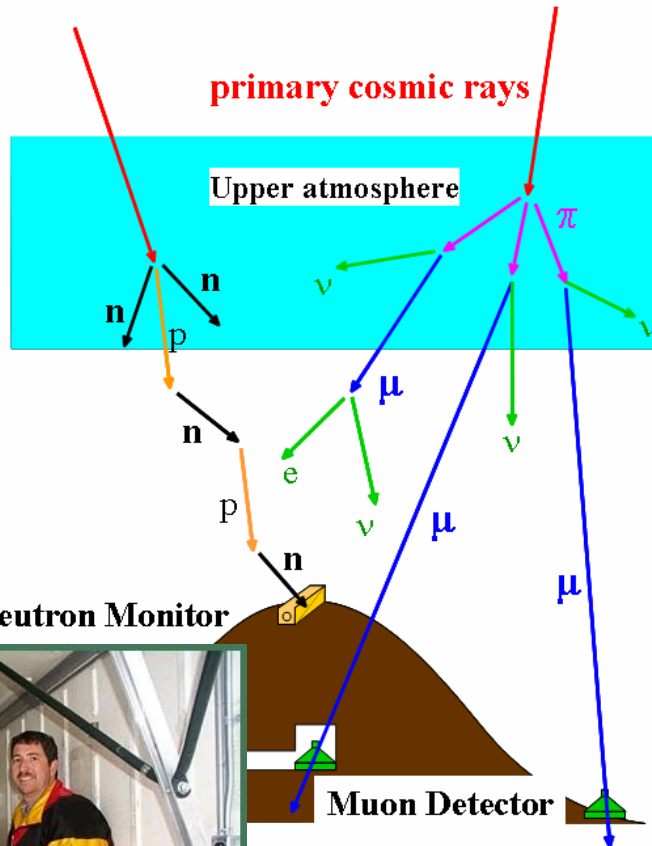 primary cosmic rays
Upper atmosphere
π
ν
n
n
p
ν
μ
n
ν
e
p
ν
μ
n
μ
eutron Monitor
Muon Detector